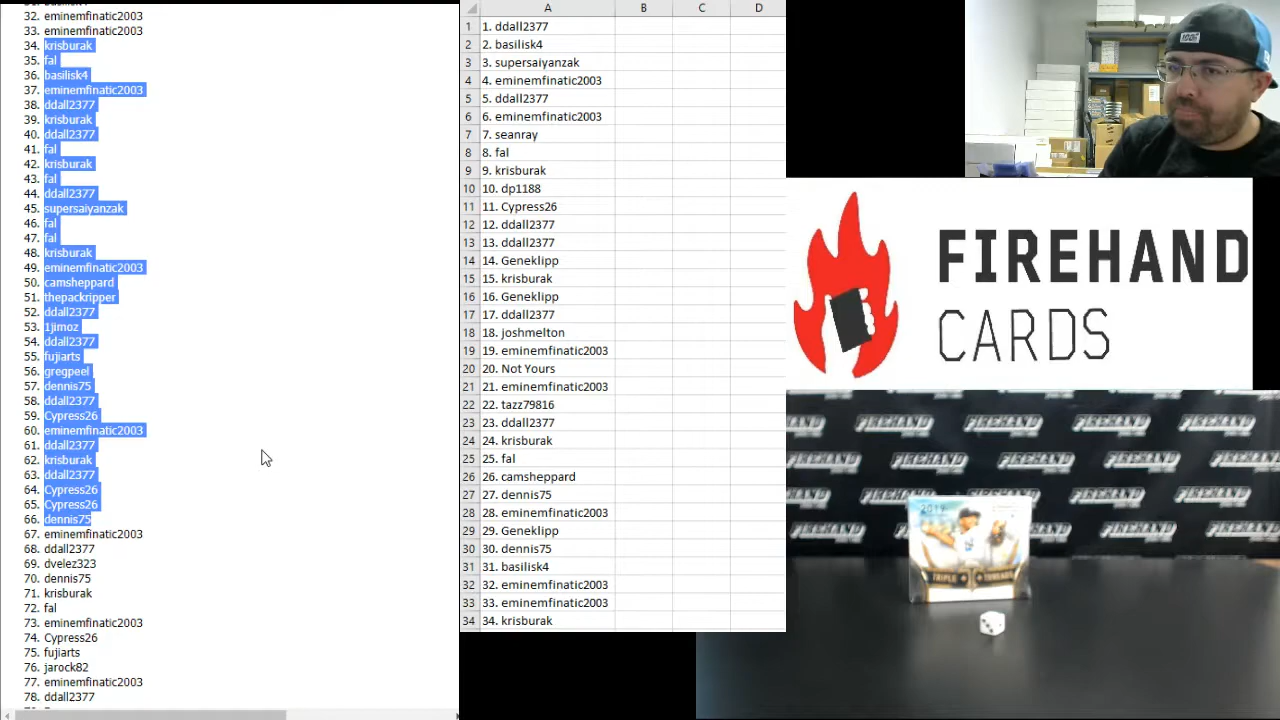 32. eminemfinatic2003
33. eminemfinatic2003
34. krisburak
35. fal
36. basilisk4
37. eminemfinatic2003
38. ddall2377
39. krisburak
40. ddall2377
41. fal
42. krisburak
43. fal
44. ddall2377
45. supersaiyanzak
46. fal
47. fal
48. krisburak
49. eminemfinatic2003
50. camsheppard
51. thepackripper
52. ddall2377
53. 1jimoz
54. ddall2377
55. fujiarts
56. gregpeel
57. dennis75
58. ddall2377
59. Cypress26
60. eminemfinatic2003
61. ddall2377
62. krisburak
63. ddall2377
64. Cypress26
65. Cypress26
66. dennis75
67. eminemfinatic2003
68. ddall2377
69. dvelez323
70. dennis75
71. krisburak
72. fal
73. eminemfinatic2003
74. Cypress26
75. fujiarts
76. jarock82
77. eminemfinatic2003
78. ddall2377
A B C D
1 1. ddall2377
2 2. basilisk4
3 3. supersaiyanzak
4 4. eminemfinatic2003
5 5. ddall2377
6 6. eminemfinatic2003
7 7. seanray
8 8. fal
9 9. krisburak
10 10. dp1188
11 11. Cypress26
12 12. ddall2377
13 13. ddall2377
14 14. Geneklipp
15 15. krisburak
16 16. Geneklipp
17 17. ddall2377
18 18. joshmelton
19 19. eminemfinatic2003
20 20. Not Yours
21 21. eminemfinatic2003
22 22. tazz79816
23 23. ddall2377
24 24. krisburak
25 25. fal
26 26. camsheppard
27 27. dennis75
28 28. eminemfinatic2003
29 29. Geneklipp
30 30. dennis75
31 31. basilisk4
32 32. eminemfinatic2003
33 33. eminemfinatic2003
34 34. krisburak
FIREHAND
CARDS
FIREHAND FIREHAND FIREHAND
FIREHAND FIREHAND FIREHAND
2019
TRIPLE THREADS